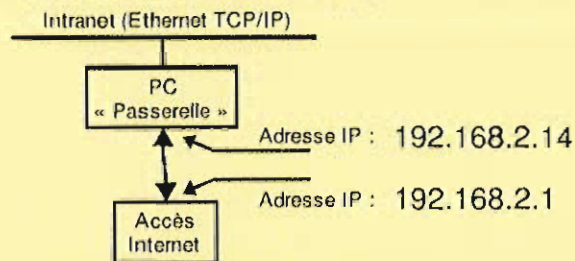 Intranet (Ethernet TCP/IP)
PC
« Passerelle »
Adresse IP : 192.168.2.14
Adresse IP : 192.168.2.1
Accès
Internet